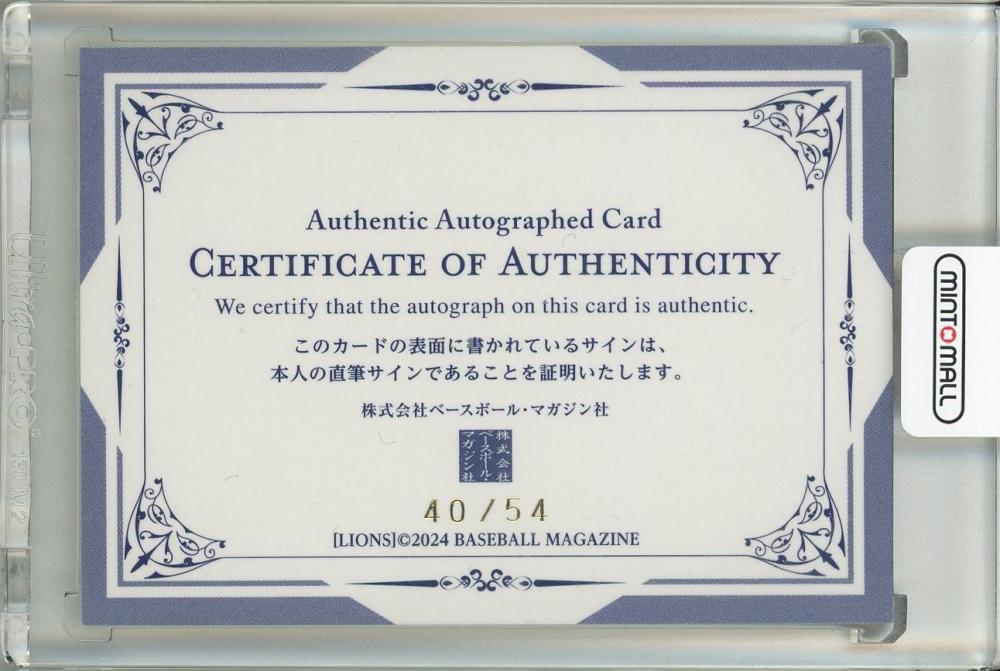 Authentic Autographed Card
CERTIFICATE OF AUTHENTICITY
We certify that the autograph on this card is authentic.
このカードの表面に書かれているサインは、
本人の直筆サインであることを証明いたします。
株式会社ベースボール・マガジン社
株式会社
ベースボール・
マガジン社
40/54
[LIONS]©2024 BASEBALL MAGAZINE
MINT MALL
Ultra·PRO